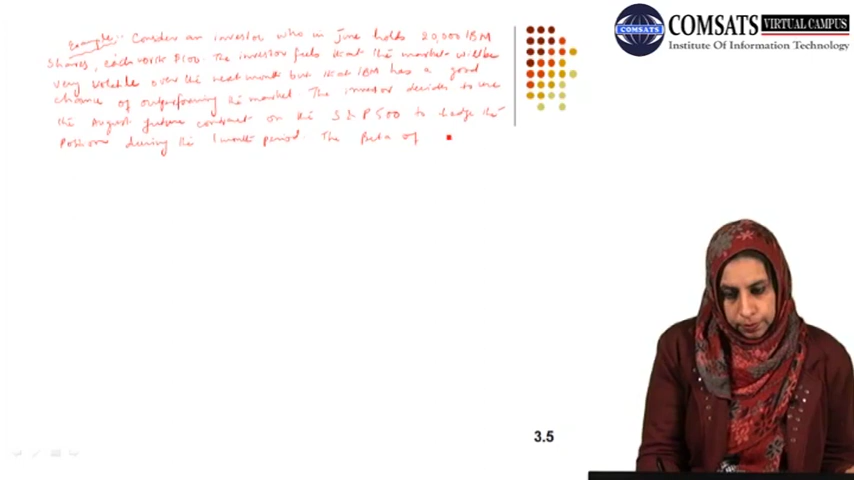 Example:- Consider an investor who in June holds 20,000 IBM
Shares, each worth $100. The investor feels that the market will be
very volatile over the next month but that IBM has a good
chance of outperforming the market. The investor decides to use
the August future contract on the S & P 500 to hedge the
Position during the 1 month period. The Beta of
COMSATS
COMSATS VIRTUAL CAMPUS
Institute Of Information Technology
3.5